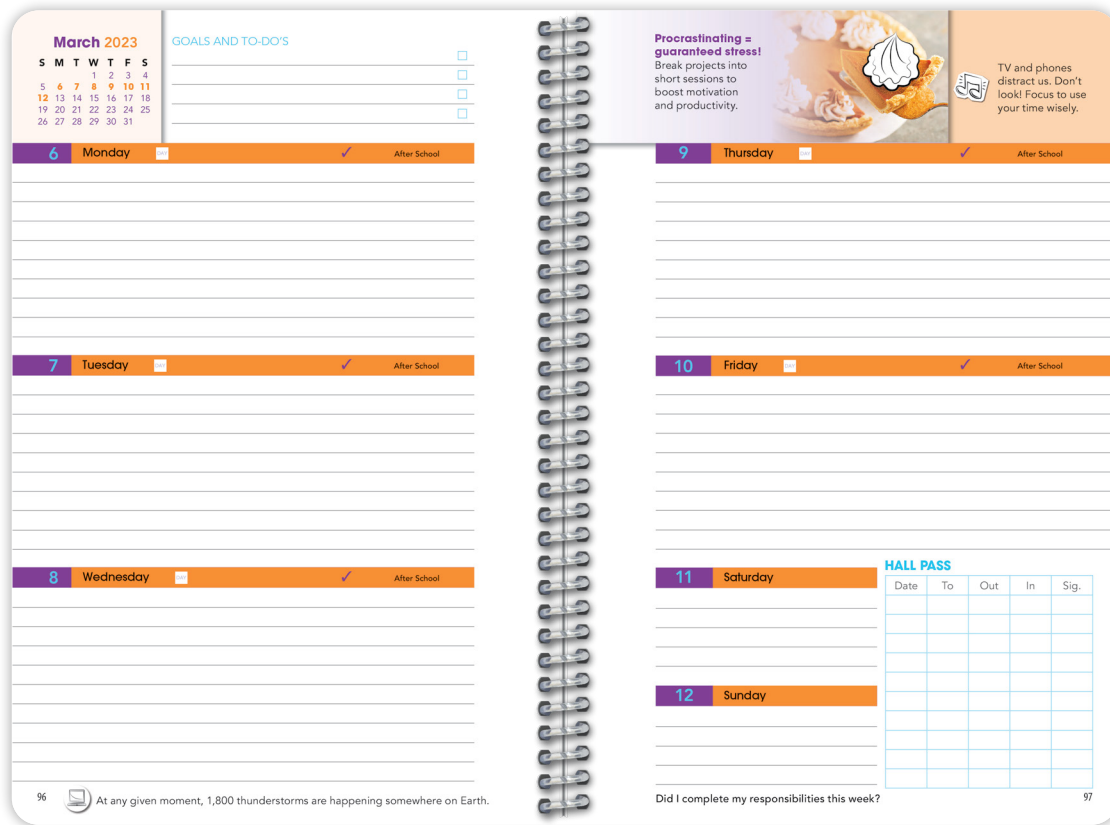 March 2023
S M T W T F S
1 2 3 4
5 6 7 8 9 10 11
12 13 14 15 16 17 18
19 20 21 22 23 24 25
26 27 28 29 30 31
GOALS AND TO-DO'S
6 Monday DAY ✓ After School
7 Tuesday DAY ✓ After School
8 Wednesday DAY ✓ After School
96
At any given moment, 1,800 thunderstorms are happening somewhere on Earth.
Procrastinating =
guaranteed stress!
Break projects into
short sessions to
boost motivation
and productivity.
TV and phones
distract us. Don't
look! Focus to use
your time wisely.
9 Thursday DAY ✓ After School
10 Friday DAY ✓ After School
11 Saturday
12 Sunday
HALL PASS
Date To Out In Sig.
Did I complete my responsibilities this week?
97